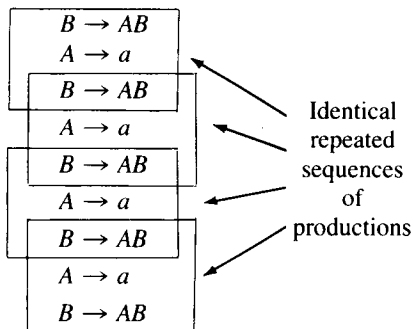 B → AB
A → a
B → AB
A → a
B → AB
A → a
B → AB
A → a
B → AB
Identical
repeated
sequences
of
productions